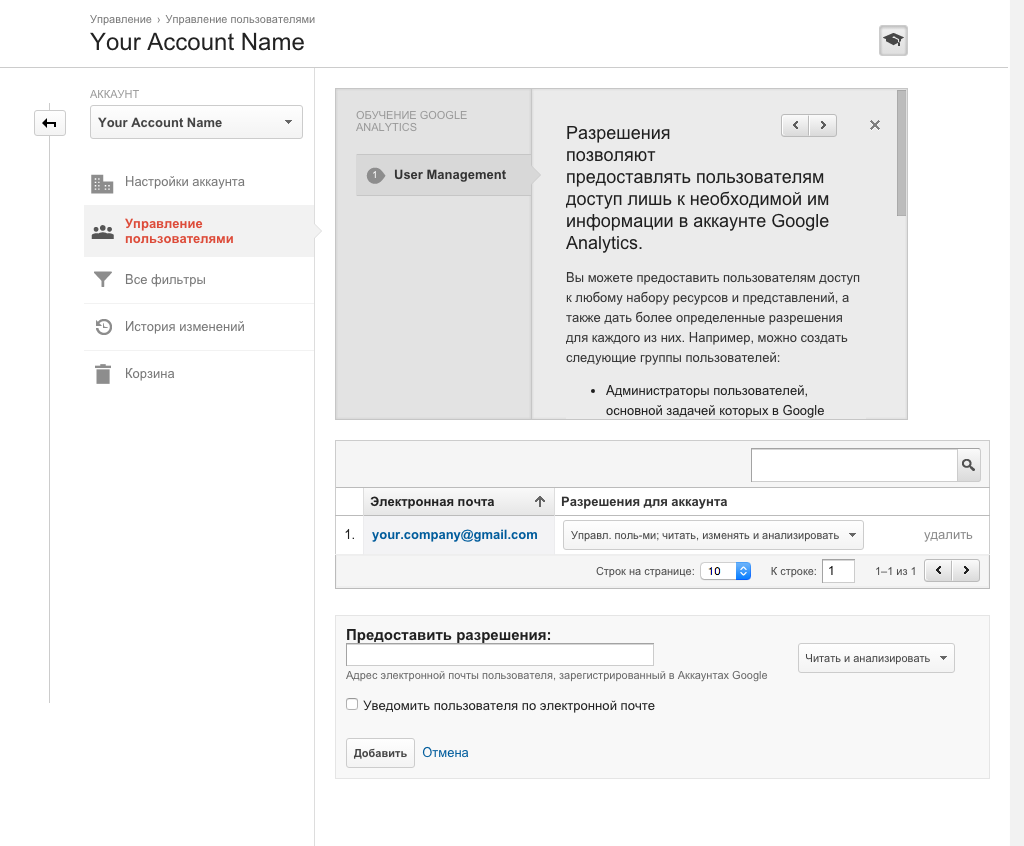 Управление › Управление пользователями
Your Account Name
АККАУНТ
Your Account Name
Настройки аккаунта
Управление
пользователями
Все фильтры
История изменений
Корзина
ОБУЧЕНИЕ GOOGLE
ANALYTICS
1 User Management
Разрешения
позволяют
предоставлять пользователям
доступ лишь к необходимой им
информации в аккаунте Google
Analytics.
Вы можете предоставить пользователям доступ
к любому набору ресурсов и представлений, а
также дать более определенные разрешения
для каждого из них. Например, можно создать
следующие группы пользователей:
• Администраторы пользователей,
основной задачей которых в Google
Электронная почта Разрешения для аккаунта
1. your.company@gmail.com Управл. поль-ми; читать, изменять и анализировать удалить
Строк на странице: 10 К строке: 1 1–1 из 1
Предоставить разрешения:
Читать и анализировать
Адрес электронной почты пользователя, зарегистрированный в Аккаунтах Google
Уведомить пользователя по электронной почте
Добавить Отмена